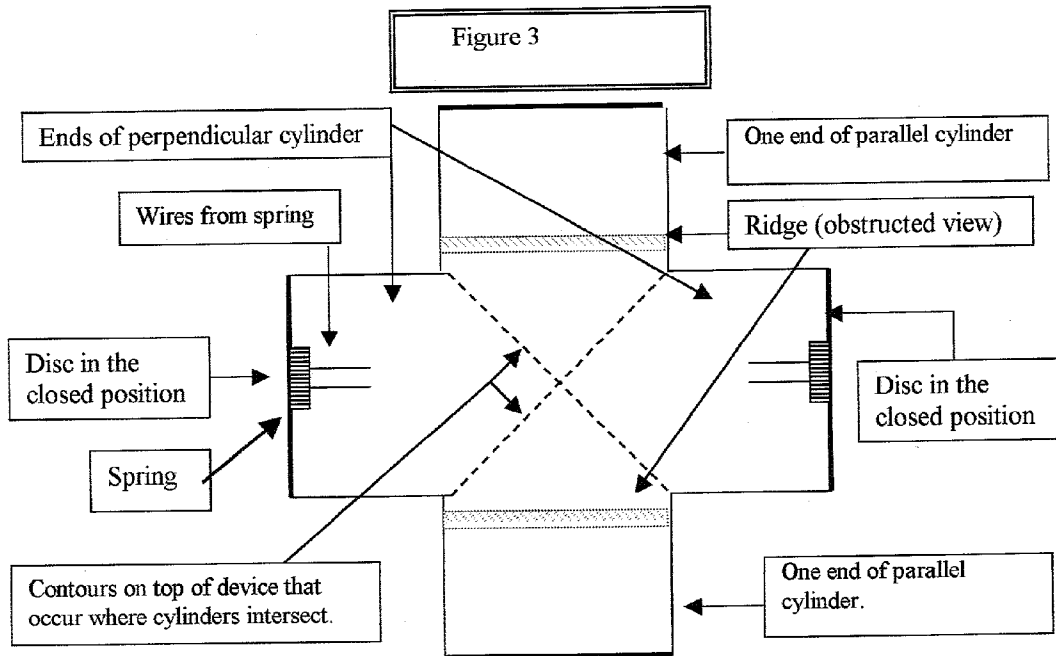 Figure 3
Ends of perpendicular cylinder
One end of parallel cylinder
Wires from spring
Ridge (obstructed view)
Disc in the
closed position
Disc in the
closed position
Spring
Contours on top of device that
occur where cylinders intersect.
One end of parallel
cylinder.